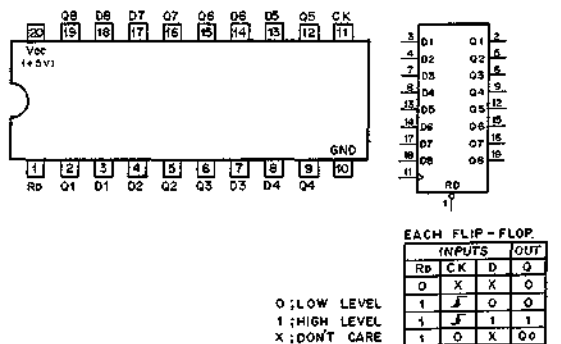 Q8 D8 D7 Q7 Q6 D6 D5 Q5 CK
20 19 18 17 16 15 14 13 12 11
Vcc
(+5V)
GND
1 2 3 4 5 6 7 8 9 10
RD Q1 D1 D2 Q2 Q3 D3 D4 Q4
3 D1 Q1 2
4 D2 Q2 5
7 D3 Q3 6
8 D4 Q4 9
13 D5 Q5 12
14 D6 Q6 15
17 D7 Q7 16
18 D8 Q8 19
11
RD
1
EACH FLIP-FLOP
INPUTS OUT
RD CK D Q
0 X X 0
1 0 0
1 1 1
1 0 X Q0
0 ; LOW LEVEL
1 ; HIGH LEVEL
X ; DON'T CARE